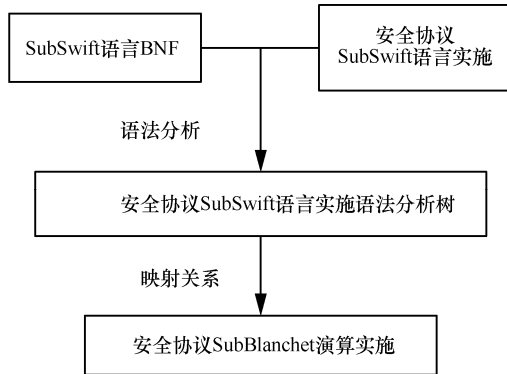 SubSwift语言BNF
安全协议
SubSwift语言实施
语法分析
安全协议SubSwift语言实施语法分析树
映射关系
安全协议SubBlanchet演算实施